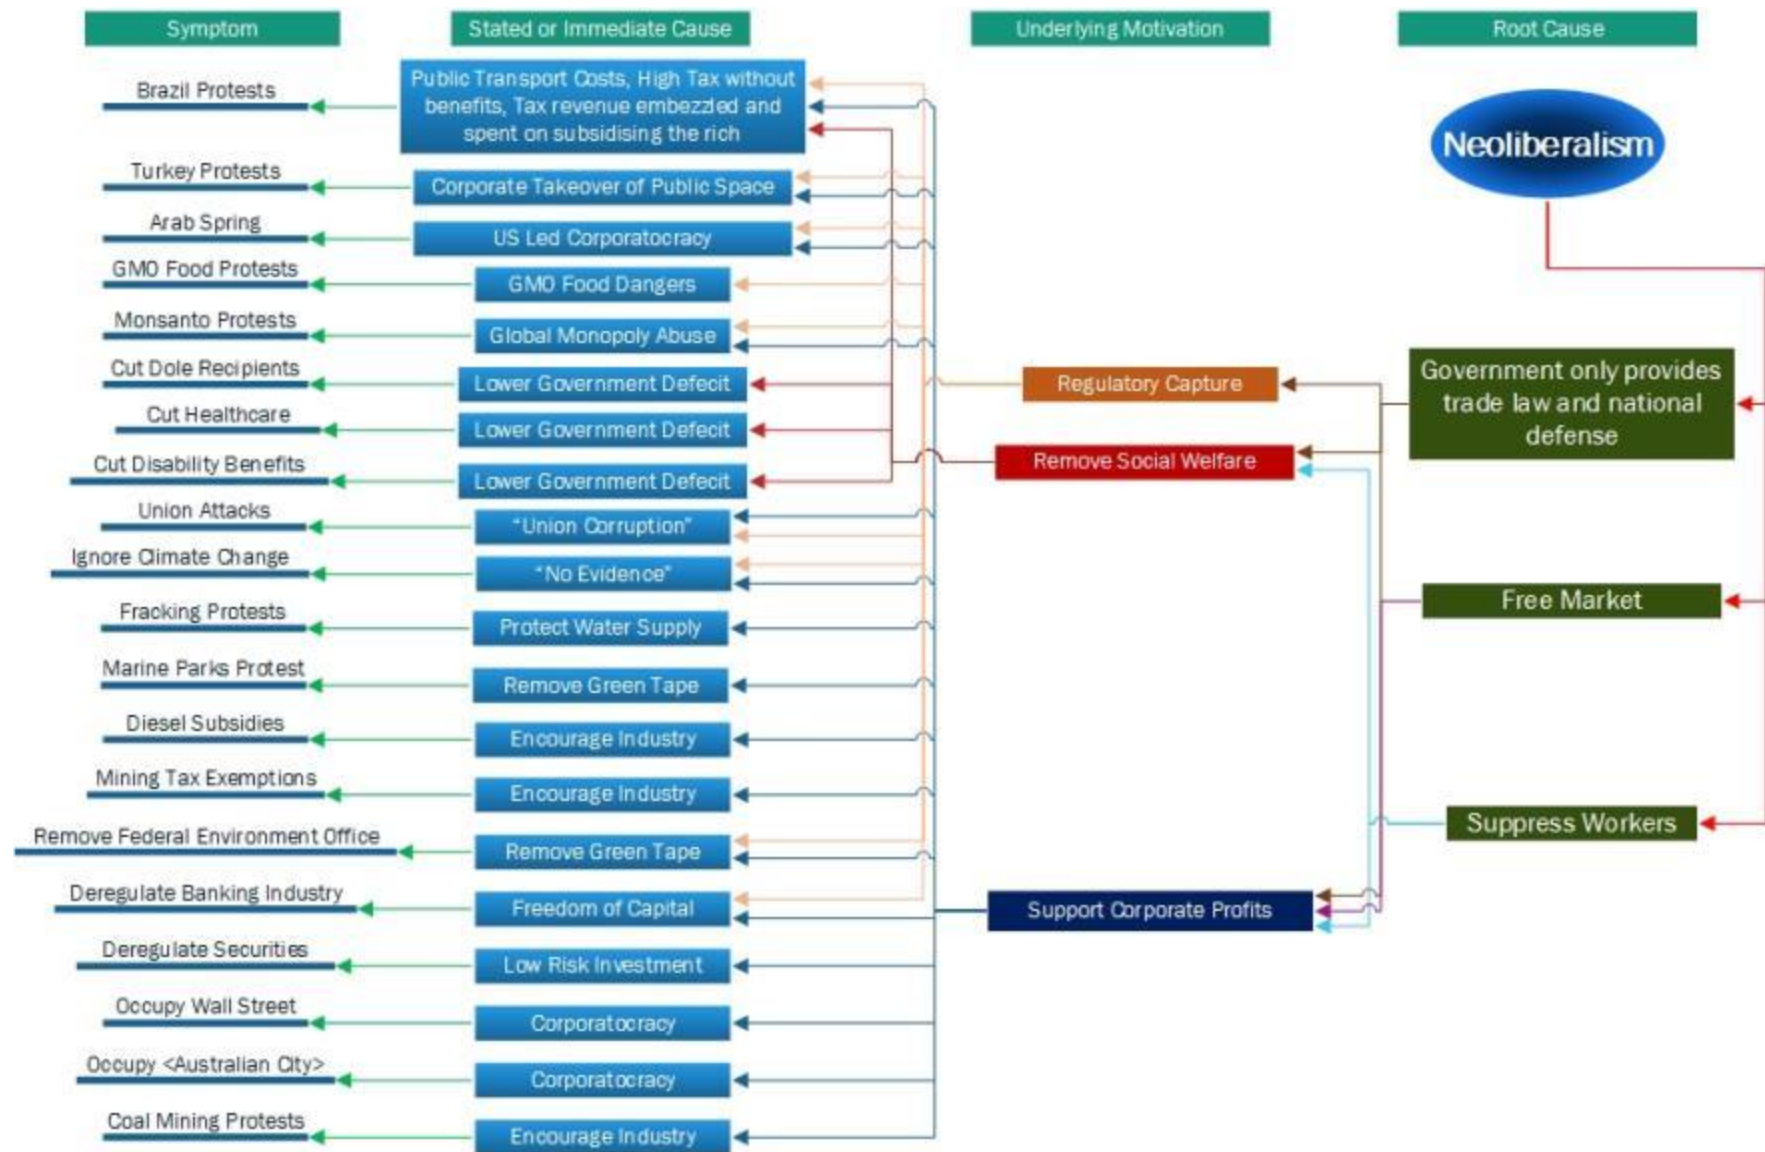 Symptom
Stated or Immediate Cause
Underlying Motivation
Root Cause
Brazil Protests
Public Transport Costs, High Tax without
benefits, Tax revenue embezzled and
spent on subsidising the rich
Neoliberalism
Turkey Protests
Corporate Takeover of Public Space
Arab Spring
US Led Corporatocracy
GMO Food Protests
GMO Food Dangers
Monsanto Protests
Global Monopoly Abuse
Cut Dole Recipients
Lower Government Defecit
Regulatory Capture
Government only provides
trade law and national
defense
Cut Healthcare
Lower Government Defecit
Remove Social Welfare
Cut Disability Benefits
Lower Government Defecit
Union Attacks
“Union Corruption”
Ignore Climate Change
“No Evidence”
Free Market
Fracking Protests
Protect Water Supply
Marine Parks Protest
Remove Green Tape
Diesel Subsidies
Encourage Industry
Mining Tax Exemptions
Encourage Industry
Suppress Workers
Remove Federal Environment Office
Remove Green Tape
Deregulate Banking Industry
Freedom of Capital
Support Corporate Profits
Deregulate Securities
Low Risk Investment
Occupy Wall Street
Corporatocracy
Occupy <Australian City>
Corporatocracy
Coal Mining Protests
Encourage Industry